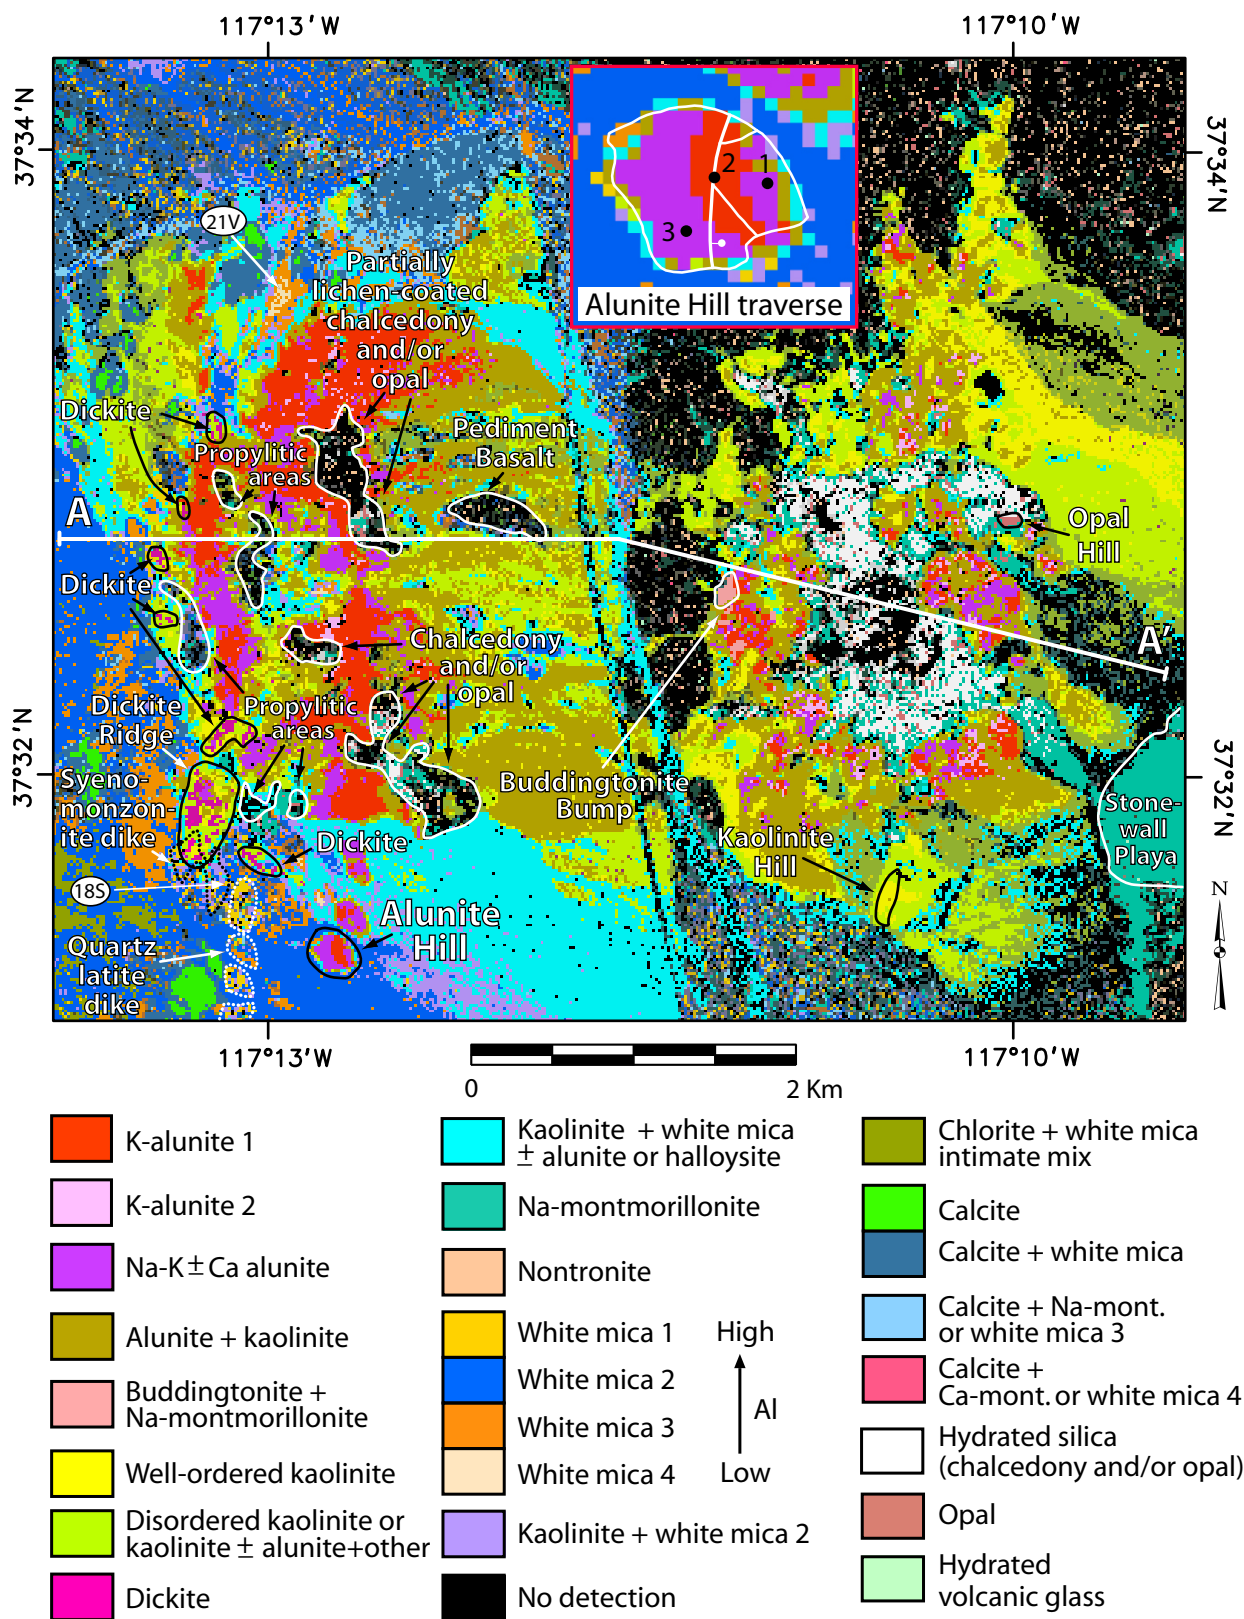 117°13'W
117°10'W
37°34'N
37°34'N
21V
Partially
lichen-coated
chalcedony
and/or
opal
2
1
3
Alunite Hill traverse
Dickite
Propylitic
areas
Pediment
Basalt
A
Opal
Hill
Dickite
Chalcedony
and/or
opal
A'
Dickite
Ridge
Propylitic
areas
Syeno-
monzon-
ite dike
Buddingtonite
Bump
Stone-
wall
Playa
37°32'N
37°32'N
Dickite
Kaolinite
Hill
18S
Alunite
Hill
Quartz
latite
dike
N
117°13'W
117°10'W
0
2 Km
K-alunite 1
K-alunite 2
Na-K±Ca alunite
Alunite + kaolinite
Buddingtonite +
Na-montmorillonite
Well-ordered kaolinite
Disordered kaolinite or
kaolinite ± alunite+other
Dickite
Kaolinite + white mica
± alunite or halloysite
Na-montmorillonite
Nontronite
White mica 1
White mica 2
White mica 3
White mica 4
High
Al
Low
Kaolinite + white mica 2
No detection
Chlorite + white mica
intimate mix
Calcite
Calcite + white mica
Calcite + Na-mont.
or white mica 3
Calcite +
Ca-mont. or white mica 4
Hydrated silica
(chalcedony and/or opal)
Opal
Hydrated
volcanic glass